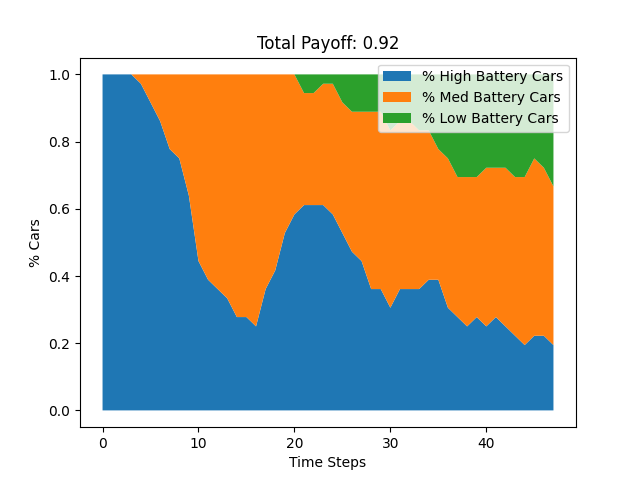 Total Payoff: 0.92
% High Battery Cars
% Med Battery Cars
% Low Battery Cars
1.0
0.8
0.6
0.4
0.2
0.0
% Cars
0
10
20
30
40
Time Steps